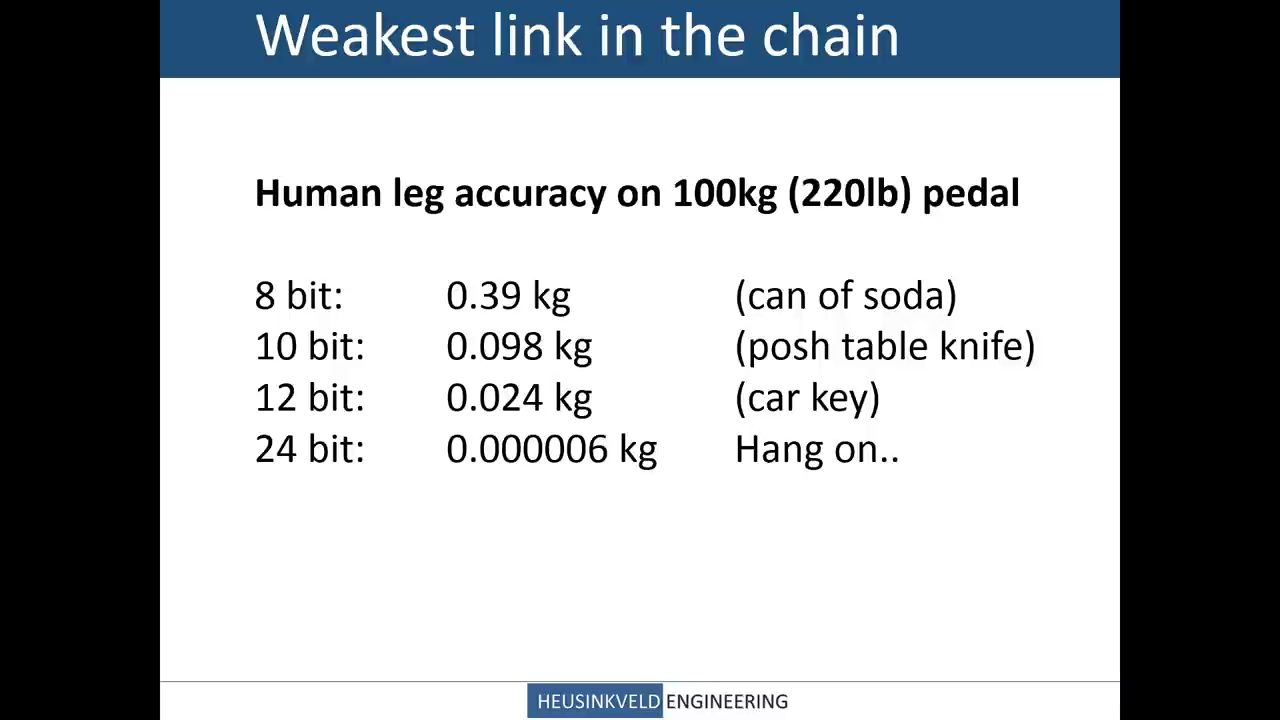 Weakest link in the chain
Human leg accuracy on 100kg (220lb) pedal
8 bit: 0.39 kg (can of soda)
10 bit: 0.098 kg (posh table knife)
12 bit: 0.024 kg (car key)
24 bit: 0.000006 kg Hang on..
HEUSINKVELD ENGINEERING